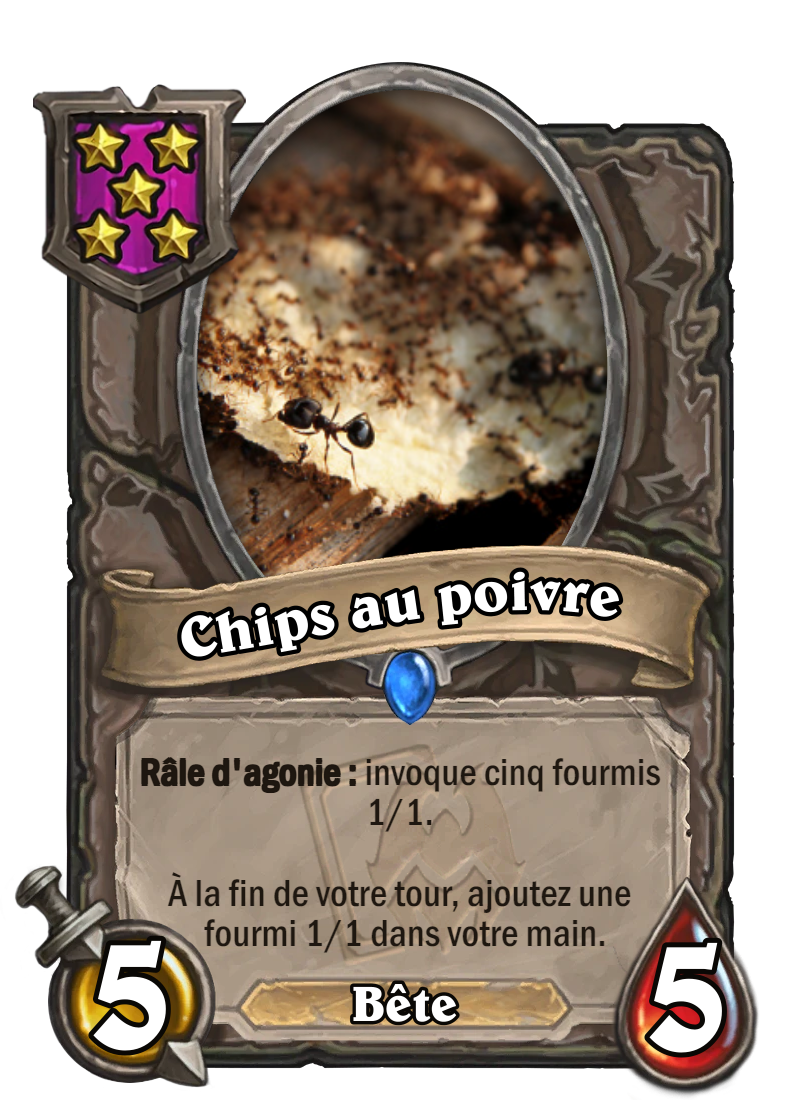 Chips au poivre
Râle d'agonie : invoque cinq fourmis
1/1.
À la fin de votre tour, ajoutez une
fourmi 1/1 dans votre main.
5
Bête
5